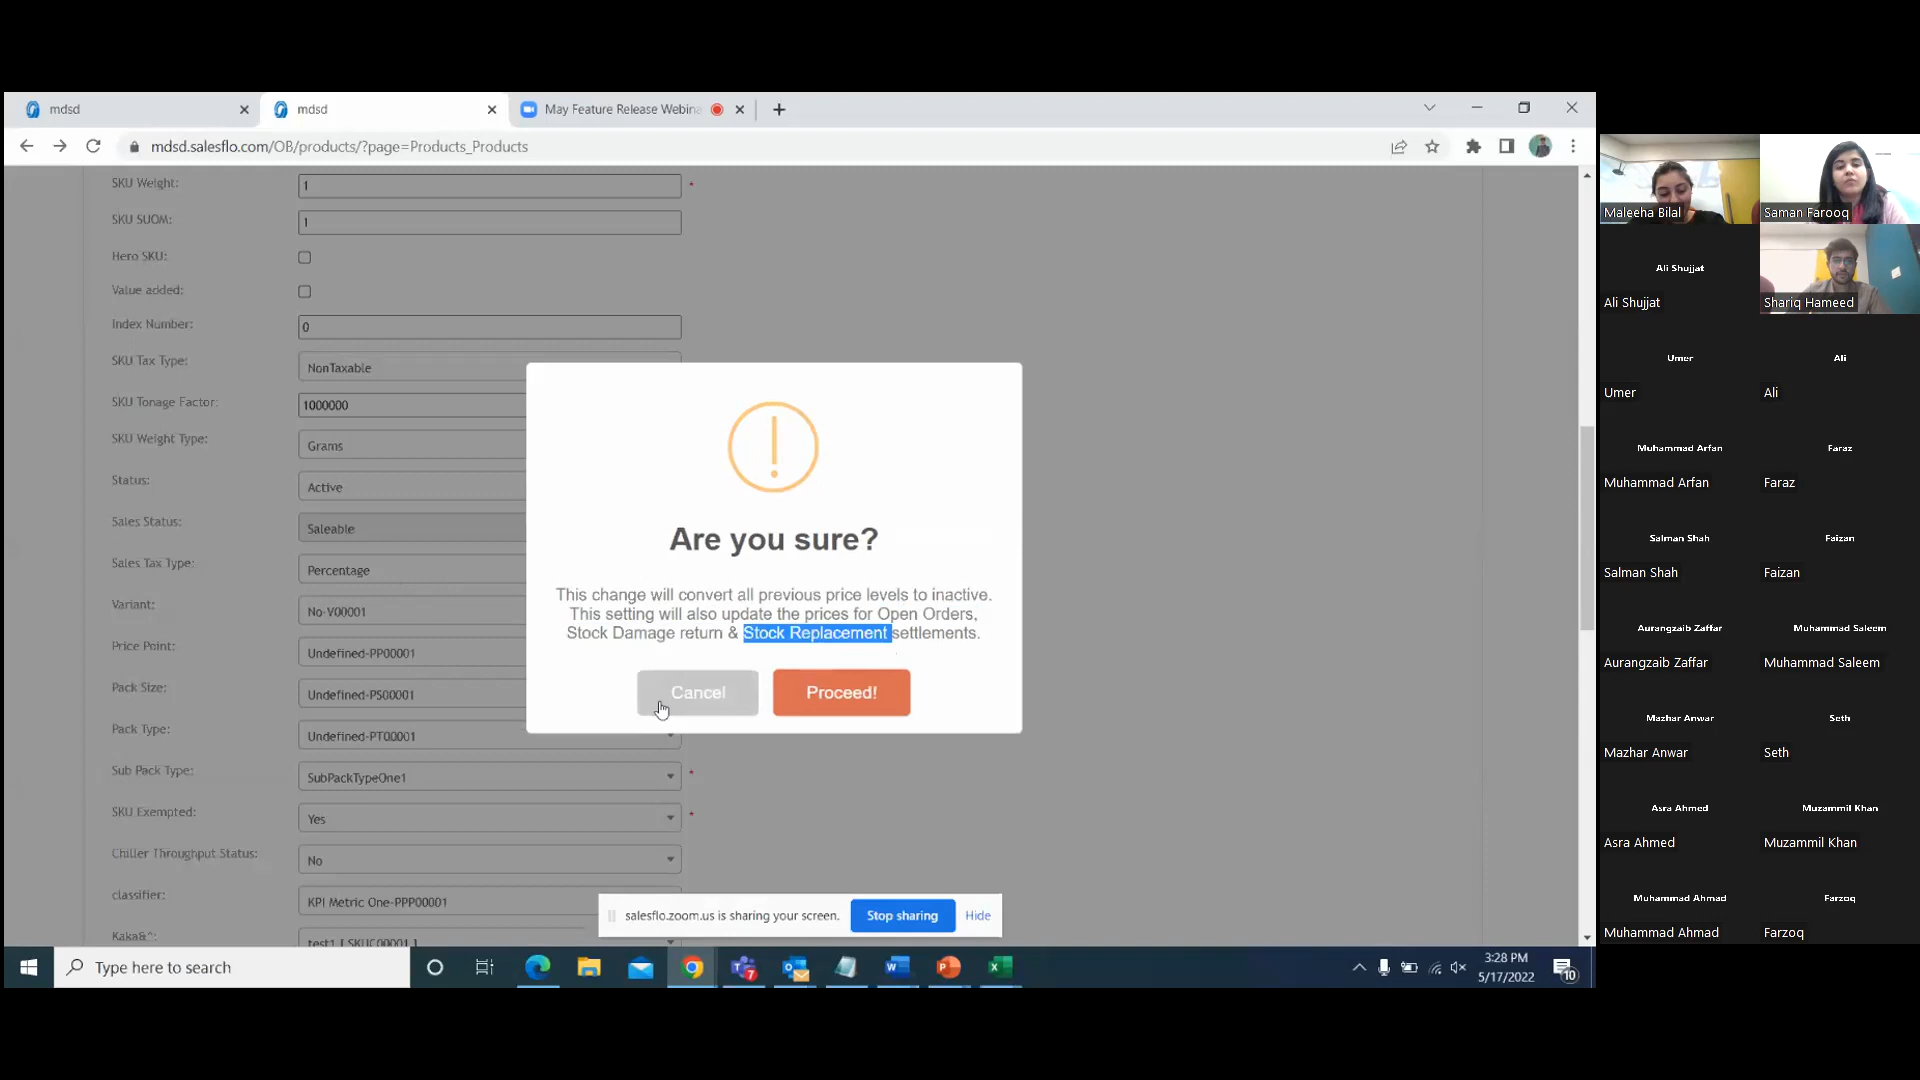 mdsd
mdsd
May Feature Release Webina
mdsd.salesflo.com/OB/products/?page=Products_Products
SKU Weight:
1
*
SKU SUOM:
1
Hero SKU:
Value added:
Index Number:
0
SKU Tax Type:
NonTaxable
SKU Tonage Factor:
1000000
SKU Weight Type:
Grams
Status:
Active
Sales Status:
Saleable
Sales Tax Type:
Percentage
Variant:
No-V00001
Price Point:
Undefined-PP00001
Pack Size:
Undefined-PS00001
Pack Type:
Undefined-PT00001
Sub Pack Type:
SubPackTypeOne1
*
SKU Exempted:
Yes
*
Chiller Throughput Status:
No
classifier:
KPI Metric One-PPP00001
Kaka&^:
test1 [ SKUC00001 ]
Are you sure?
This change will convert all previous price levels to inactive.
This setting will also update the prices for Open Orders,
Stock Damage return & Stock Replacement settlements.
Cancel
Proceed!
salesflo.zoom.us is sharing your screen.
Stop sharing
Hide
Type here to search
7
3:28 PM
5/17/2022
10
Maleeha Bilal
Saman Farooq
Ali Shujjat
Ali Shujjat
Shariq Hameed
Umer
Ali
Umer
Ali
Muhammad Arfan
Faraz
Muhammad Arfan
Faraz
Salman Shah
Faizan
Salman Shah
Faizan
Aurangzaib Zaffar
Muhammad Saleem
Aurangzaib Zaffar
Muhammad Saleem
Mazhar Anwar
Seth
Mazhar Anwar
Seth
Asra Ahmed
Muzammil Khan
Asra Ahmed
Muzammil Khan
Muhammad Ahmad
Farzoq
Muhammad Ahmad
Farzoq